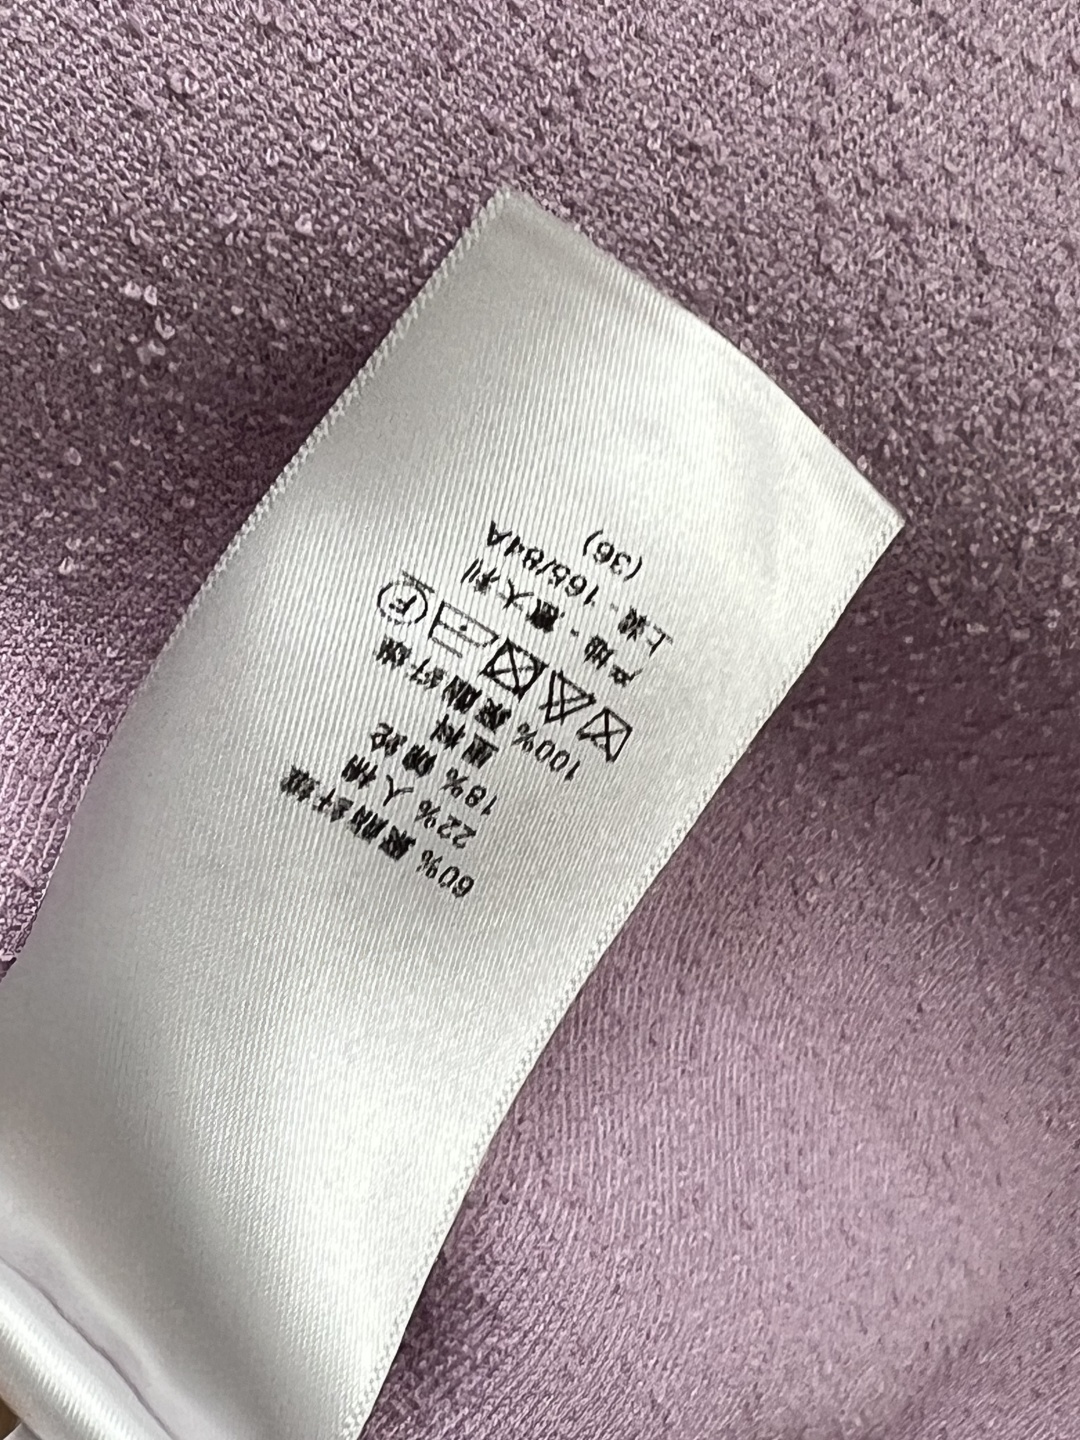 60% 聚酯纤维
22% 人棉
18% 腈纶
里料
100% 聚酯纤维
F
产地 - 意大利
上装 - 165/84A
(36)